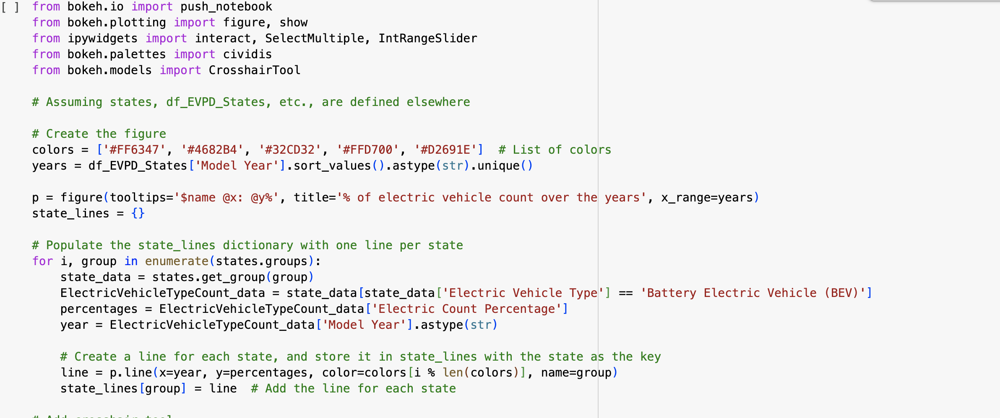 [ ] from bokeh.io import push_notebook
from bokeh.plotting import figure, show
from ipywidgets import interact, SelectMultiple, IntRangeSlider
from bokeh.palettes import cividis
from bokeh.models import CrosshairTool

# Assuming states, df_EVPD_States, etc., are defined elsewhere

# Create the figure
colors = ['#FF6347', '#4682B4', '#32CD32', '#FFD700', '#D2691E']  # List of colors
years = df_EVPD_States['Model Year'].sort_values().astype(str).unique()

p = figure(tooltips='$name @x: @y%', title='% of electric vehicle count over the years', x_range=years)
state_lines = {}

# Populate the state_lines dictionary with one line per state
for i, group in enumerate(states.groups):
    state_data = states.get_group(group)
    ElectricVehicleTypeCount_data = state_data[state_data['Electric Vehicle Type'] == 'Battery Electric Vehicle (BEV)']
    percentages = ElectricVehicleTypeCount_data['Electric Count Percentage']
    year = ElectricVehicleTypeCount_data['Model Year'].astype(str)

    # Create a line for each state, and store it in state_lines with the state as the key
    line = p.line(x=year, y=percentages, color=colors[i % len(colors)], name=group)
    state_lines[group] = line  # Add the line for each state

# Add crosshair tool